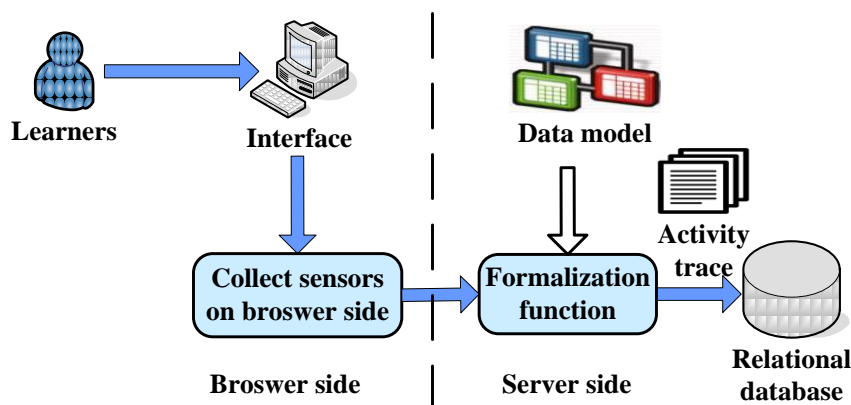 Learners
Interface
Data model
Activity
trace
Collect sensors
on broswer side
Formalization
function
Relational
database
Broswer side
Server side